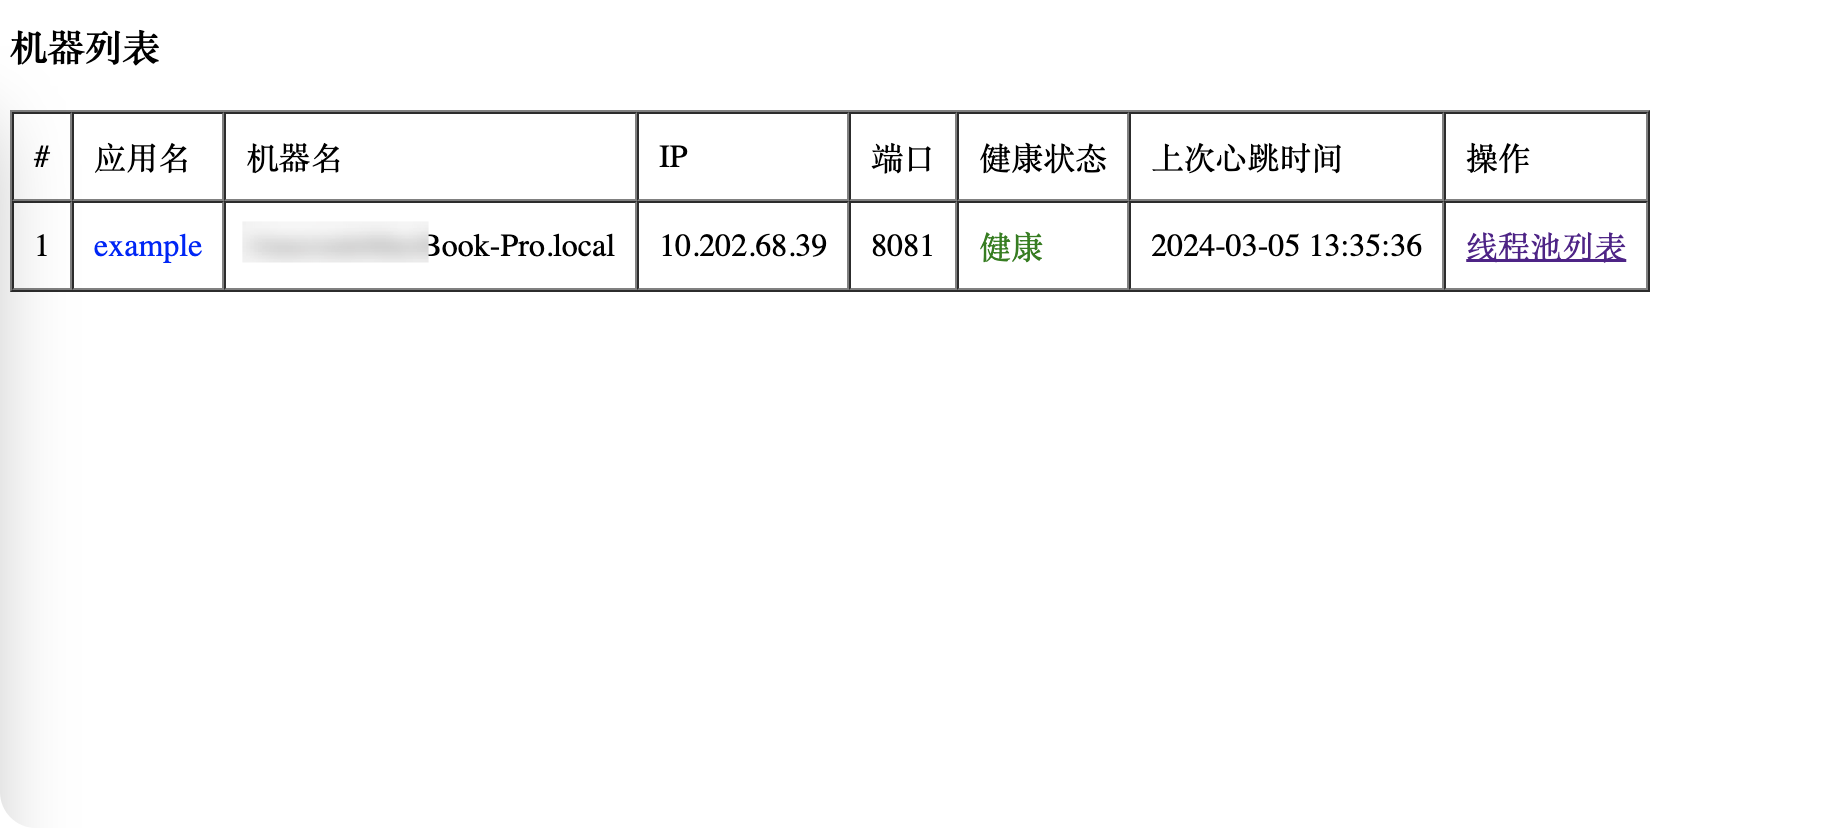 机器列表
# 应用名 机器名 IP 端口 健康状态 上次心跳时间 操作
1 example Book-Pro.local 10.202.68.39 8081 健康 2024-03-05 13:35:36 线程池列表